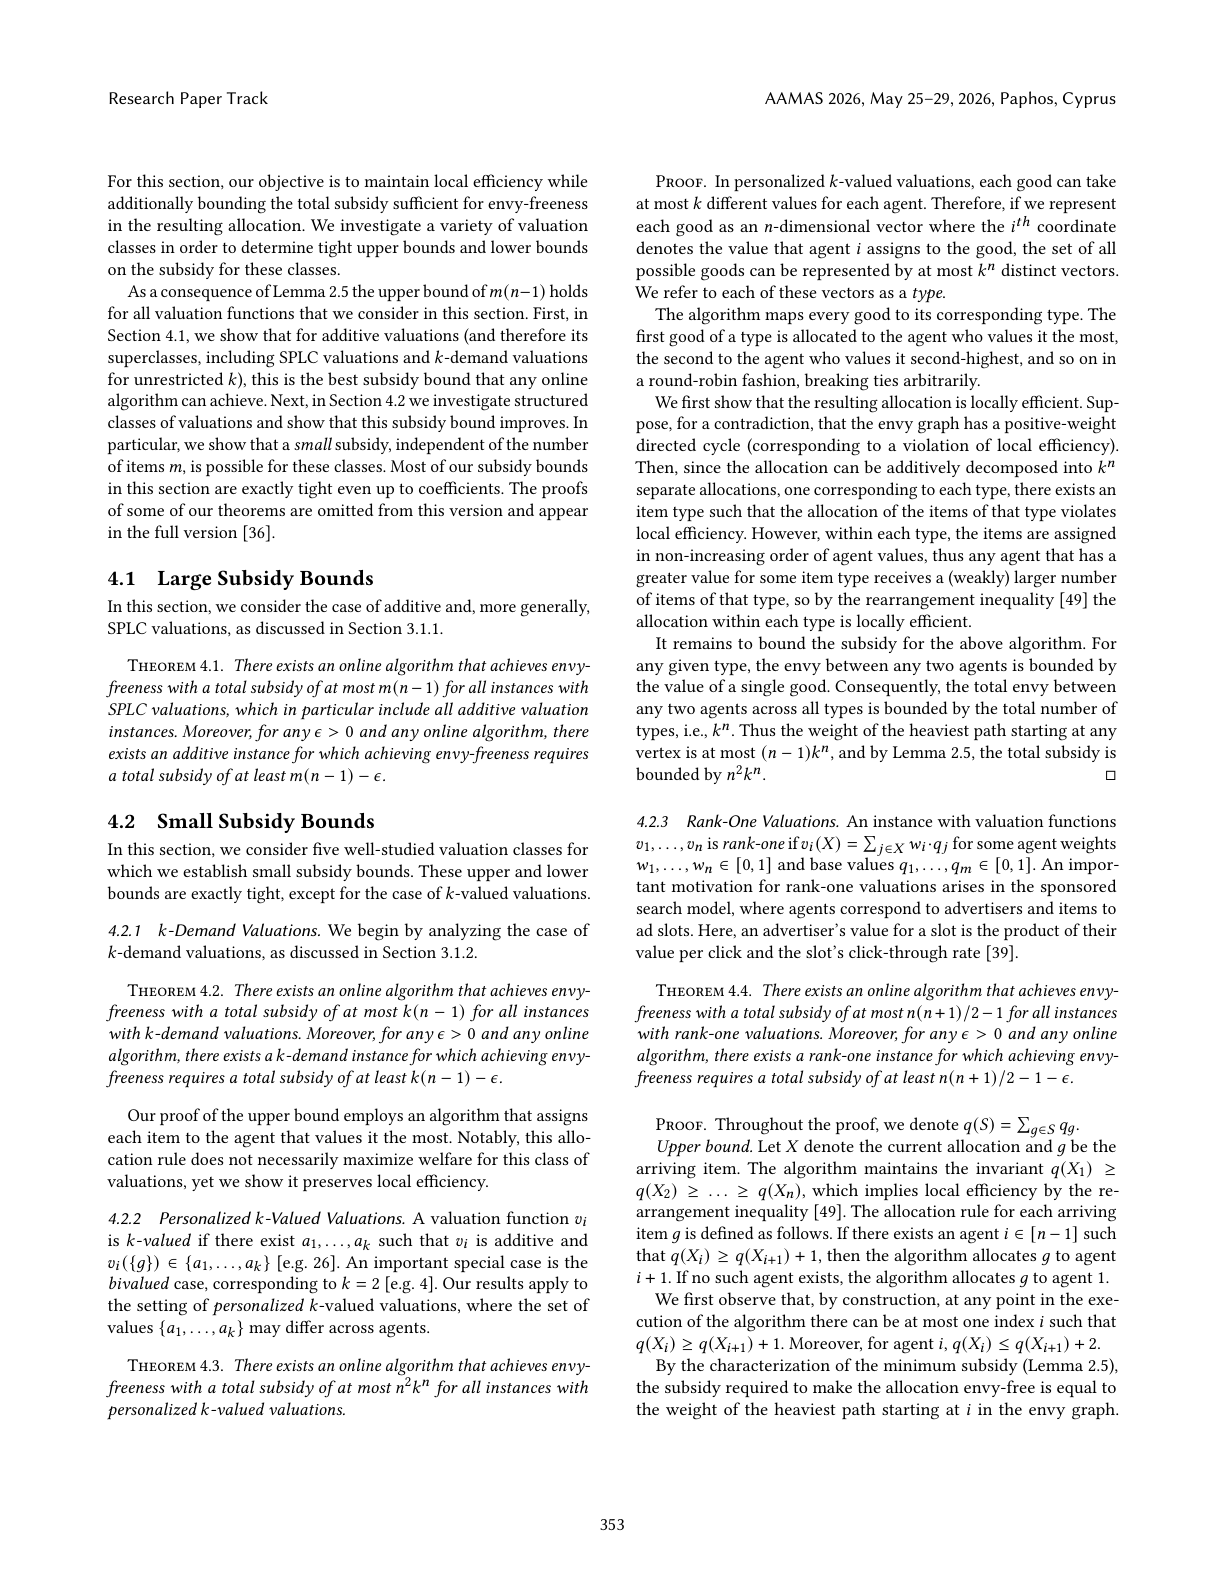 Research Paper Track
AAMAS 2026, May 25–29, 2026, Paphos, Cyprus
For this section, our objective is to maintain local efficiency while
additionally bounding the total subsidy sufficient for envy-freeness
in the resulting allocation. We investigate a variety of valuation
classes in order to determine tight upper bounds and lower bounds
on the subsidy for these classes.
As a consequence of Lemma 2.5 the upper bound of m(n−1) holds
for all valuation functions that we consider in this section. First, in
Section 4.1, we show that for additive valuations (and therefore its
superclasses, including SPLC valuations and k-demand valuations
for unrestricted k), this is the best subsidy bound that any online
algorithm can achieve. Next, in Section 4.2 we investigate structured
classes of valuations and show that this subsidy bound improves. In
particular, we show that a small subsidy, independent of the number
of items m, is possible for these classes. Most of our subsidy bounds
in this section are exactly tight even up to coefficients. The proofs
of some of our theorems are omitted from this version and appear
in the full version [36].
4.1 Large Subsidy Bounds
In this section, we consider the case of additive and, more generally,
SPLC valuations, as discussed in Section 3.1.1.
Theorem 4.1. There exists an online algorithm that achieves envy-
freeness with a total subsidy of at most m(n − 1) for all instances with
SPLC valuations, which in particular include all additive valuation
instances. Moreover, for any ϵ > 0 and any online algorithm, there
exists an additive instance for which achieving envy-freeness requires
a total subsidy of at least m(n − 1) − ϵ.
4.2 Small Subsidy Bounds
In this section, we consider five well-studied valuation classes for
which we establish small subsidy bounds. These upper and lower
bounds are exactly tight, except for the case of k-valued valuations.
4.2.1 k-Demand Valuations. We begin by analyzing the case of
k-demand valuations, as discussed in Section 3.1.2.
Theorem 4.2. There exists an online algorithm that achieves envy-
freeness with a total subsidy of at most k(n − 1) for all instances
with k-demand valuations. Moreover, for any ϵ > 0 and any online
algorithm, there exists a k-demand instance for which achieving envy-
freeness requires a total subsidy of at least k(n − 1) − ϵ.
Our proof of the upper bound employs an algorithm that assigns
each item to the agent that values it the most. Notably, this allo-
cation rule does not necessarily maximize welfare for this class of
valuations, yet we show it preserves local efficiency.
4.2.2 Personalized k-Valued Valuations. A valuation function vᵢ
is k-valued if there exist a₁, . . . , aₖ such that vᵢ is additive and
vᵢ({g}) ∈ {a₁, . . . , aₖ} [e.g. 26]. An important special case is the
bivalued case, corresponding to k = 2 [e.g. 4]. Our results apply to
the setting of personalized k-valued valuations, where the set of
values {a₁, . . . , aₖ} may differ across agents.
Theorem 4.3. There exists an online algorithm that achieves envy-
freeness with a total subsidy of at most n²kⁿ for all instances with
personalized k-valued valuations.
Proof. In personalized k-valued valuations, each good can take
at most k different values for each agent. Therefore, if we represent
each good as an n-dimensional vector where the iᵗʰ coordinate
denotes the value that agent i assigns to the good, the set of all
possible goods can be represented by at most kⁿ distinct vectors.
We refer to each of these vectors as a type.
The algorithm maps every good to its corresponding type. The
first good of a type is allocated to the agent who values it the most,
the second to the agent who values it second-highest, and so on in
a round-robin fashion, breaking ties arbitrarily.
We first show that the resulting allocation is locally efficient. Sup-
pose, for a contradiction, that the envy graph has a positive-weight
directed cycle (corresponding to a violation of local efficiency).
Then, since the allocation can be additively decomposed into kⁿ
separate allocations, one corresponding to each type, there exists an
item type such that the allocation of the items of that type violates
local efficiency. However, within each type, the items are assigned
in non-increasing order of agent values, thus any agent that has a
greater value for some item type receives a (weakly) larger number
of items of that type, so by the rearrangement inequality [49] the
allocation within each type is locally efficient.
It remains to bound the subsidy for the above algorithm. For
any given type, the envy between any two agents is bounded by
the value of a single good. Consequently, the total envy between
any two agents across all types is bounded by the total number of
types, i.e., kⁿ. Thus the weight of the heaviest path starting at any
vertex is at most (n − 1)kⁿ, and by Lemma 2.5, the total subsidy is
bounded by n²kⁿ. □
4.2.3 Rank-One Valuations. An instance with valuation functions
v₁, . . . , vₙ is rank-one if vᵢ(X) = ∑_{j∈X} wᵢ · qⱼ for some agent weights
w₁, . . . , wₙ ∈ [0, 1] and base values q₁, . . . , qₘ ∈ [0, 1]. An impor-
tant motivation for rank-one valuations arises in the sponsored
search model, where agents correspond to advertisers and items to
ad slots. Here, an advertiser's value for a slot is the product of their
value per click and the slot's click-through rate [39].
Theorem 4.4. There exists an online algorithm that achieves envy-
freeness with a total subsidy of at most n(n + 1)/2 − 1 for all instances
with rank-one valuations. Moreover, for any ϵ > 0 and any online
algorithm, there exists a rank-one instance for which achieving envy-
freeness requires a total subsidy of at least n(n + 1)/2 − 1 − ϵ.
Proof. Throughout the proof, we denote q(S) = ∑_{g∈S} q_g.
Upper bound. Let X denote the current allocation and g be the
arriving item. The algorithm maintains the invariant q(X₁) ≥
q(X₂) ≥ . . . ≥ q(Xₙ), which implies local efficiency by the re-
arrangement inequality [49]. The allocation rule for each arriving
item g is defined as follows. If there exists an agent i ∈ [n − 1] such
that q(Xᵢ) ≥ q(Xᵢ₊₁) + 1, then the algorithm allocates g to agent
i + 1. If no such agent exists, the algorithm allocates g to agent 1.
We first observe that, by construction, at any point in the exe-
cution of the algorithm there can be at most one index i such that
q(Xᵢ) ≥ q(Xᵢ₊₁) + 1. Moreover, for agent i, q(Xᵢ) ≤ q(Xᵢ₊₁) + 2.
By the characterization of the minimum subsidy (Lemma 2.5),
the subsidy required to make the allocation envy-free is equal to
the weight of the heaviest path starting at i in the envy graph.
353